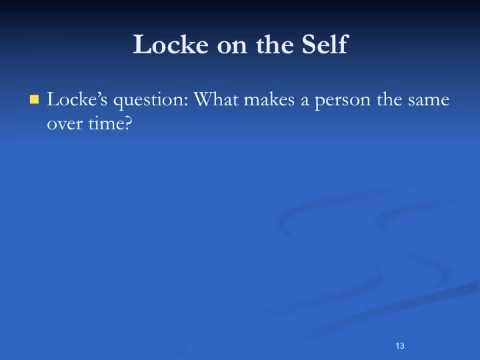 Locke on the Self
Locke’s question: What makes a person the same
over time?
13